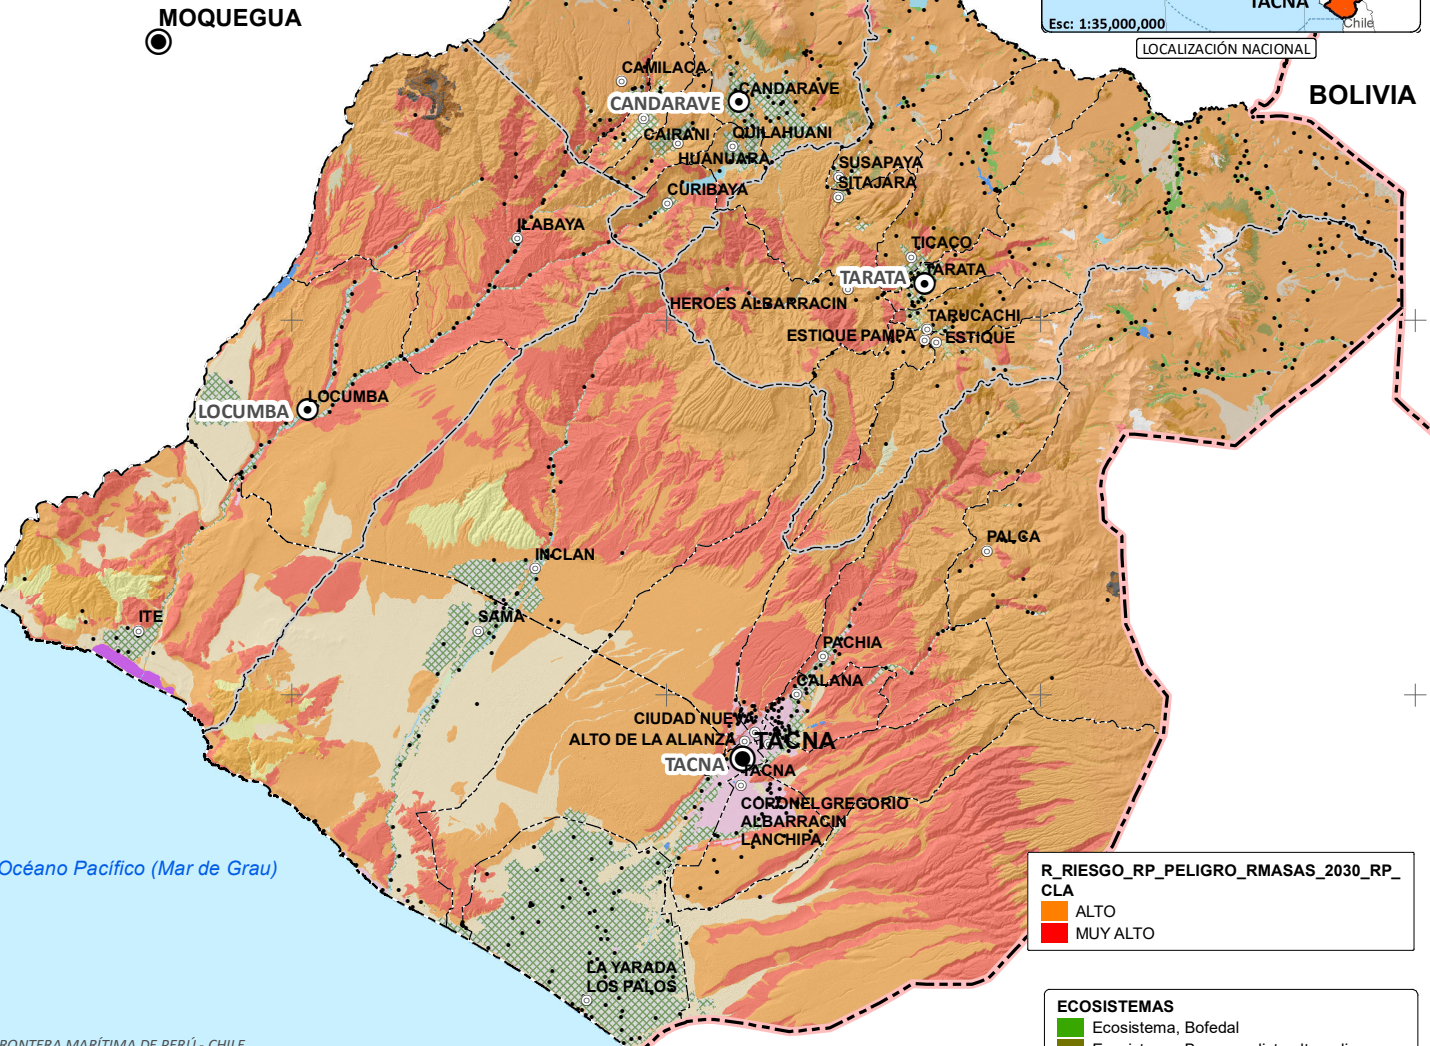 MOQUEGUA
TACNA
Chile
Esc: 1:35,000,000
LOCALIZACIÓN NACIONAL
BOLIVIA
CAMILACA
CANDARAVE
CANDARAVE
CAIRANI
QUILAHUANI
HUANUARA
SUSAPAYA
SITAJARA
CURIBAYA
ILABAYA
TICACO
TARATA
TARATA
HEROES ALBARRACIN
TARUCACHI
ESTIQUE PAMPA
ESTIQUE
LOCUMBA
LOCUMBA
PALCA
INCLAN
ITE
SAMA
PACHIA
CALANA
CIUDAD NUEVA
ALTO DE LA ALIANZA
TACNA
TACNA
TACNA
CORONEL GREGORIO
ALBARRACIN
LANCHIPA
Océano Pacífico (Mar de Grau)
R_RIESGO_RP_PELIGRO_RMASAS_2030_RP_
CLA
ALTO
MUY ALTO
LA YARADA
LOS PALOS
ECOSISTEMAS
Ecosistema, Bofedal